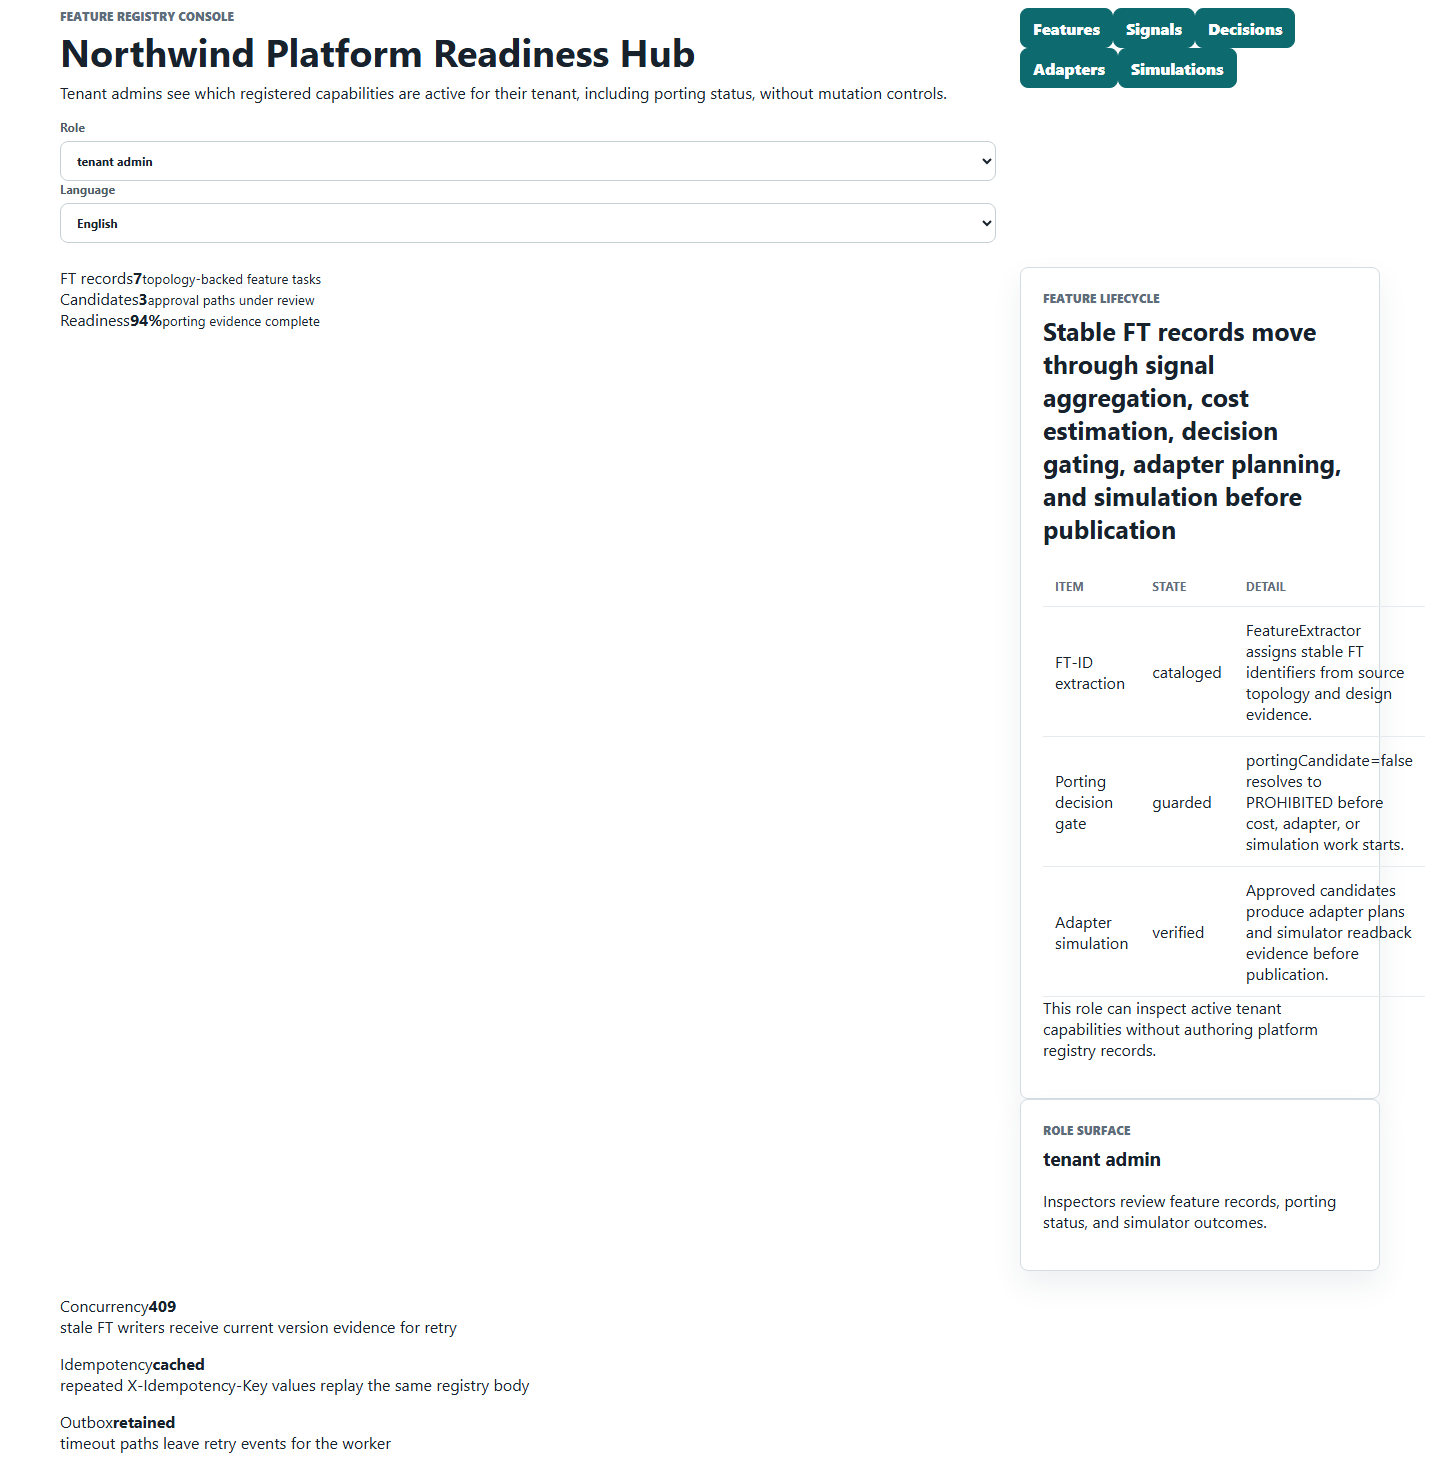 FEATURE REGISTRY CONSOLE
Northwind Platform Readiness Hub
Tenant admins see which registered capabilities are active for their tenant, including porting status, without mutation controls.
Role
tenant admin
Language
English
Features Signals Decisions
Adapters Simulations
FT records7topology-backed feature tasks
Candidates3approval paths under review
Readiness94%porting evidence complete
FEATURE LIFECYCLE
Stable FT records move
through signal
aggregation, cost
estimation, decision
gating, adapter planning,
and simulation before
publication
ITEM STATE DETAIL
FT-ID
extraction
cataloged
FeatureExtractor
assigns stable FT
identifiers from source
topology and design
evidence.
Porting
decision
gate
guarded
portingCandidate=false
resolves to
PROHIBITED before
cost, adapter, or
simulation work starts.
Adapter
simulation
verified
Approved candidates
produce adapter plans
and simulator readback
evidence before
publication.
This role can inspect active tenant
capabilities without authoring platform
registry records.
ROLE SURFACE
tenant admin
Inspectors review feature records, porting
status, and simulator outcomes.
Concurrency409
stale FT writers receive current version evidence for retry
Idempotencycached
repeated X-Idempotency-Key values replay the same registry body
Outboxretained
timeout paths leave retry events for the worker